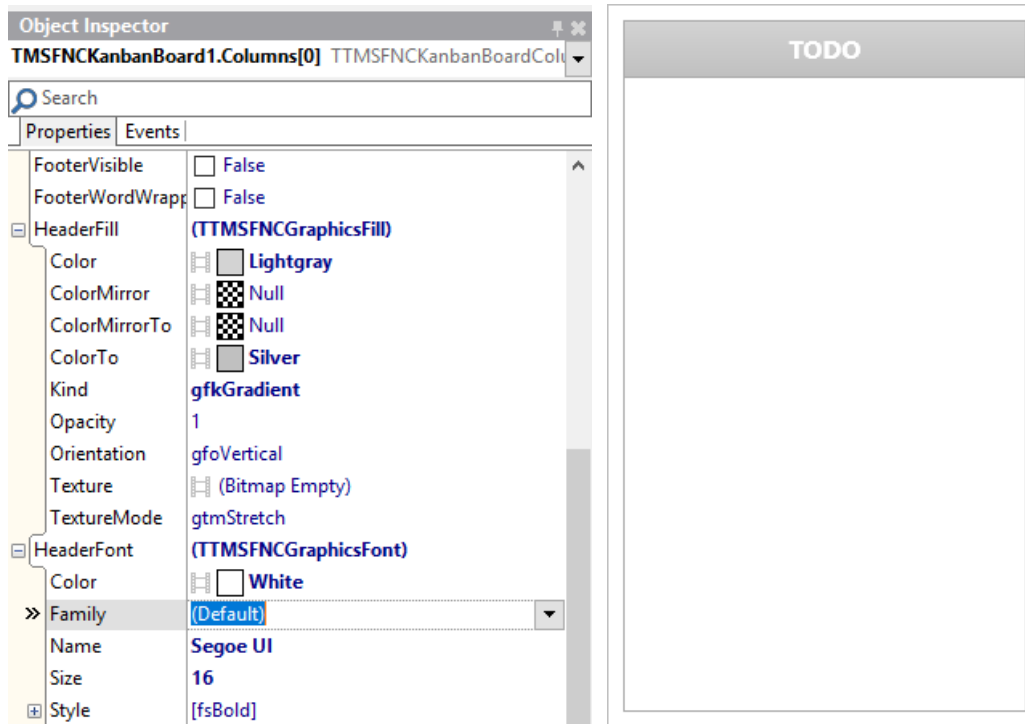 Object Inspector
TMSFNCKanbanBoard1.Columns[0] TTMSFNCKanbanBoardColu
Search
Properties Events
FooterVisible False
FooterWordWrapp False
HeaderFill (TTMSFNCGraphicsFill)
Color Lightgray
ColorMirror Null
ColorMirrorTo Null
ColorTo Silver
Kind gfkGradient
Opacity 1
Orientation gfoVertical
Texture (Bitmap Empty)
TextureMode gtmStretch
HeaderFont (TTMSFNCGraphicsFont)
Color White
Family (Default)
Name Segoe UI
Size 16
Style [fsBold]
TODO